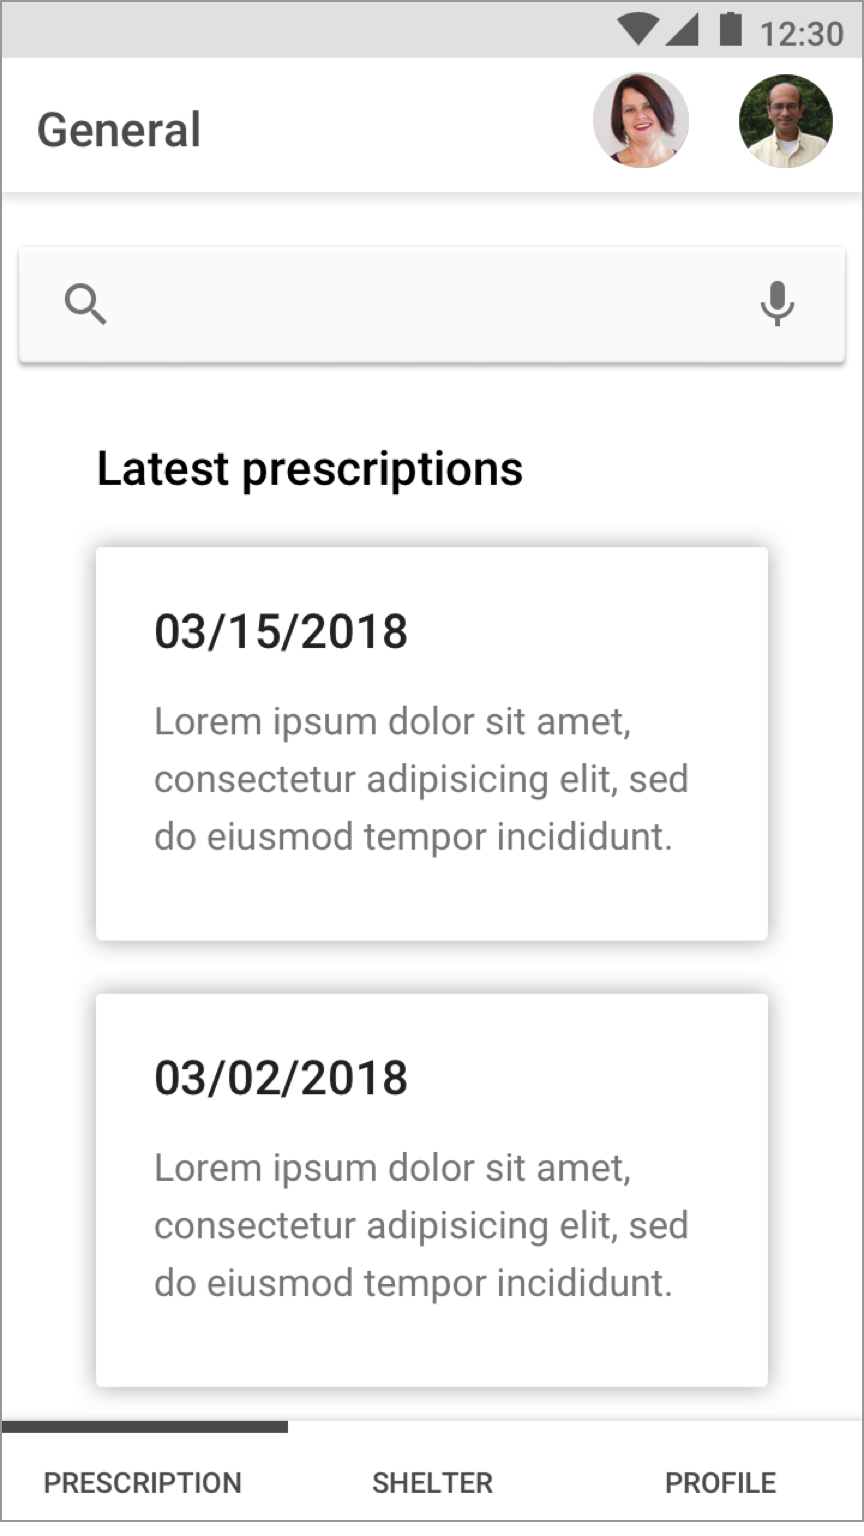 12:30
General
Latest prescriptions
03/15/2018
Lorem ipsum dolor sit amet,
consectetur adipisicing elit, sed
do eiusmod tempor incididunt.
03/02/2018
Lorem ipsum dolor sit amet,
consectetur adipisicing elit, sed
do eiusmod tempor incididunt.
PRESCRIPTION SHELTER PROFILE